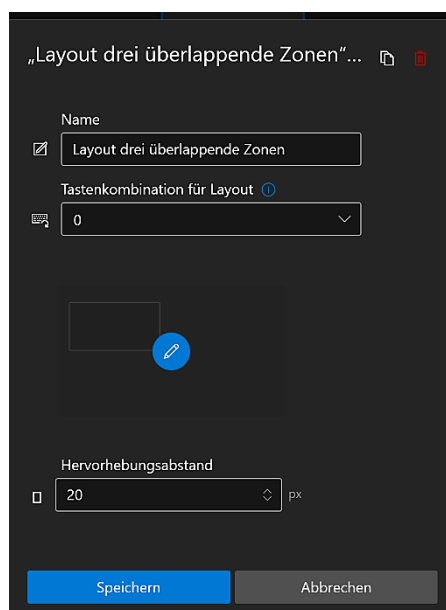 „Layout drei überlappende Zonen“...
Name
Layout drei überlappende Zonen
Tastenkombination für Layout
0
Hervorhebungsabstand
20
px
Speichern
Abbrechen